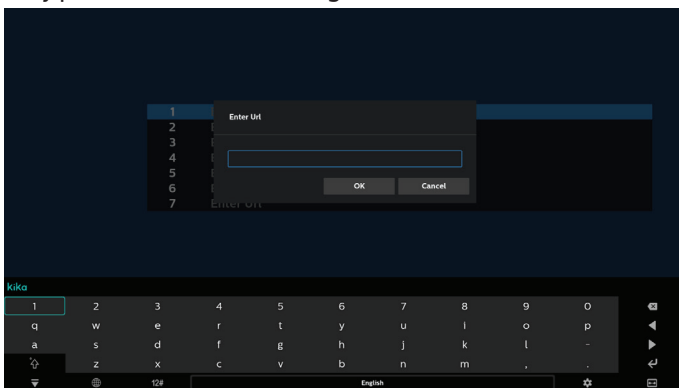 Enter Url
1
2
3
4
5
6
OK Cancel
7 Enter Url
kika
1 2 3 4 5 6 7 8 9 0
q w e r t y u i o p
a s d f g h j k l -
z x c v b n m , .
12# English